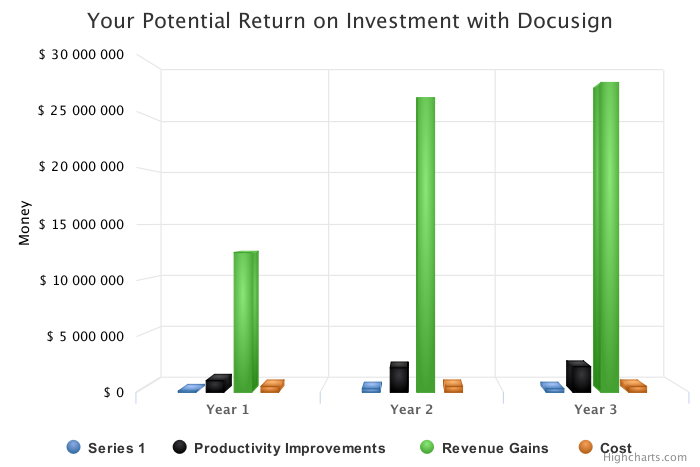 Your Potential Return on Investment with Docusign
$ 30 000 000
$ 25 000 000
$ 20 000 000
$ 15 000 000
$ 10 000 000
$ 5 000 000
$ 0
Money
Year 1
Year 2
Year 3
Series 1
Productivity Improvements
Revenue Gains
Cost
Highcharts.com